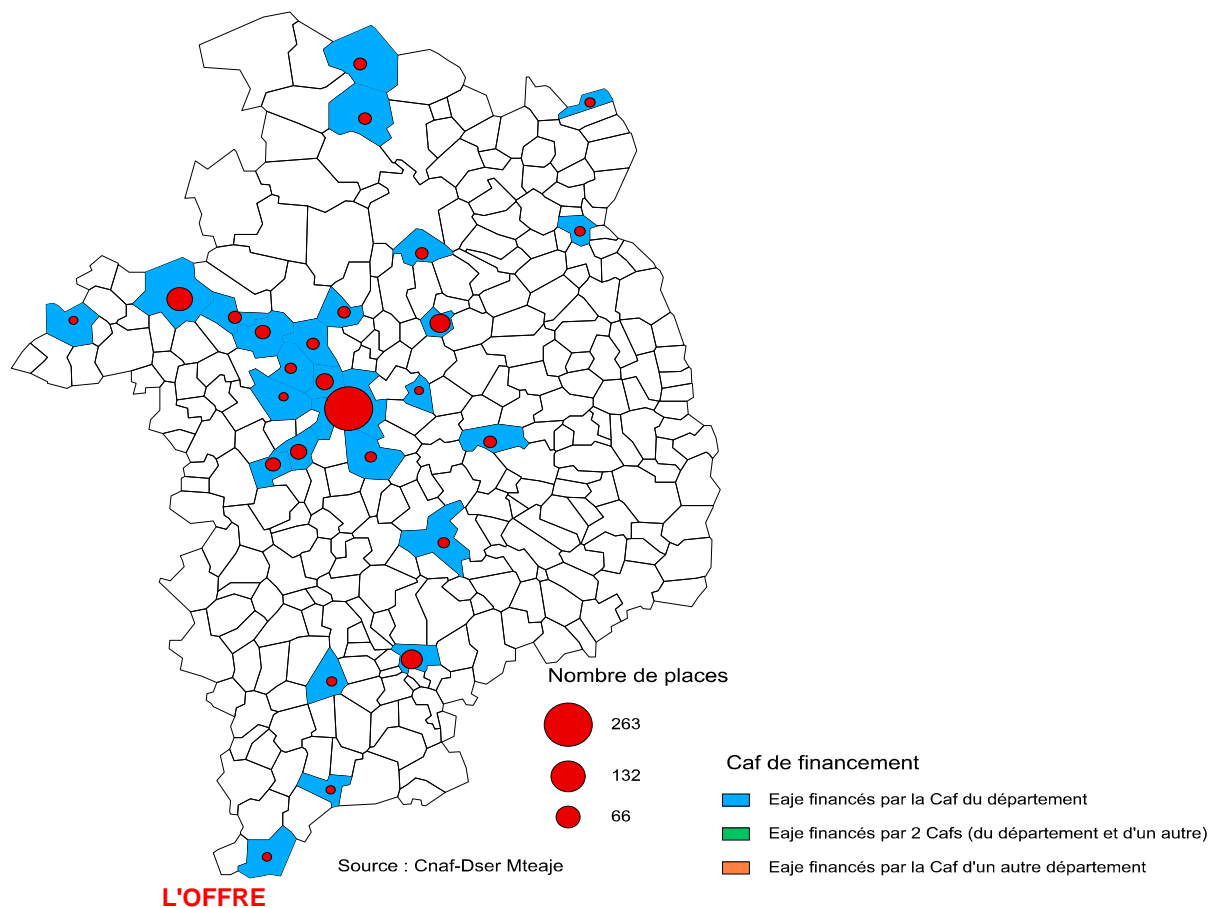 Nombre de places
263
132
66
Caf de financement
Eaje financés par la Caf du département
Eaje financés par 2 Cafs (du département et d'un autre)
Eaje financés par la Caf d'un autre département
Source : Cnaf-Dser Mteaje
L'OFFRE